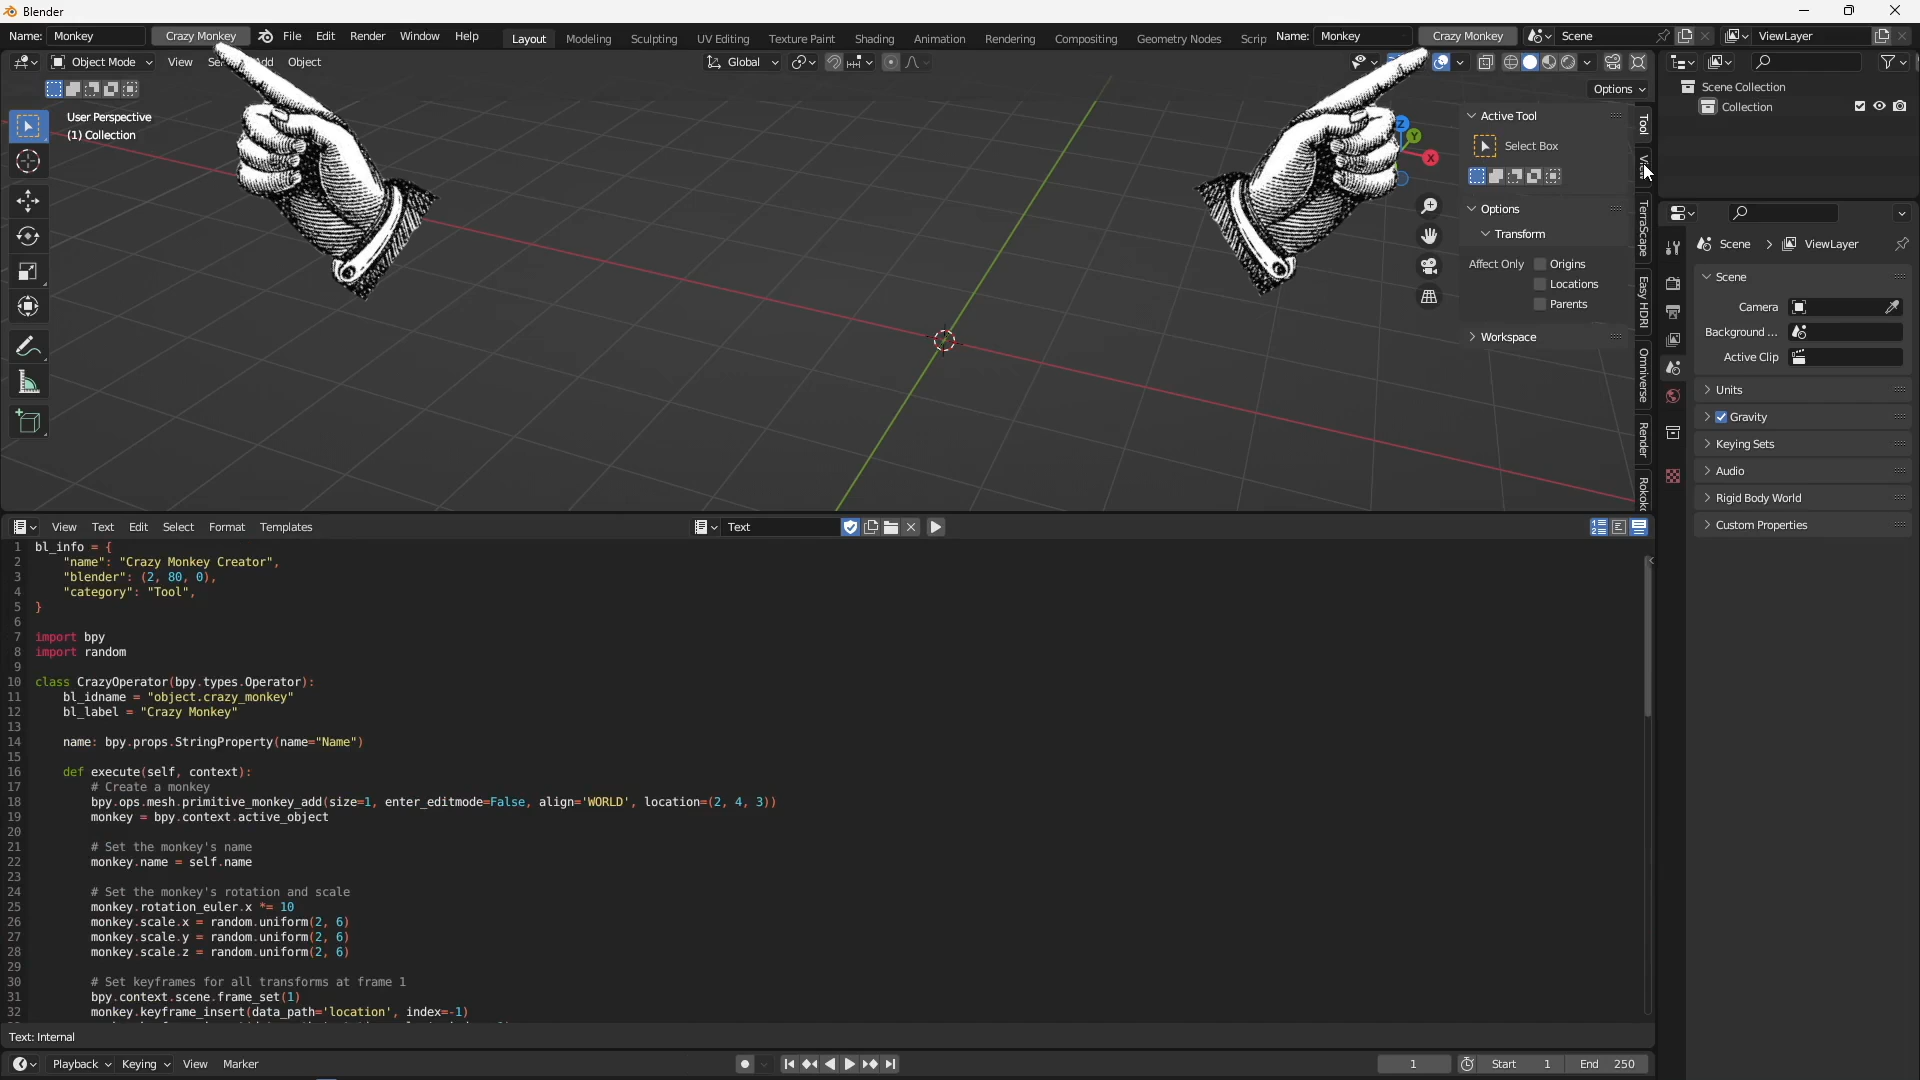 Blender
Name: Monkey Crazy Monkey File Edit Render Window Help Layout Modeling Sculpting UV Editing Texture Paint Shading Animation Rendering Compositing Geometry Nodes Scrip Name: Monkey Crazy Monkey Scene ViewLayer
Object Mode View Add Object Global
Options
User Perspective
(1) Collection
Z
Y
X
Active Tool
Select Box
Options
Transform
Affect Only Origins
Locations
Parents
Workspace
Tool
TerraScape
Easy HDRI
Omniverse
Render
Scene Collection
Collection
Scene > ViewLayer
Scene
Camera
Background ...
Active Clip
Units
Gravity
Keying Sets
Audio
Rigid Body World
Custom Properties
View Text Edit Select Format Templates Text
1 bl_info = {
2 "name": "Crazy Monkey Creator",
3 "blender": (2, 80, 0),
4 "category": "Tool",
5 }
6
7 import bpy
8 import random
9
10 class CrazyOperator(bpy.types.Operator):
11 bl_idname = "object.crazy_monkey"
12 bl_label = "Crazy Monkey"
13
14 name: bpy.props.StringProperty(name="Name")
15
16 def execute(self, context):
17 # Create a monkey
18 bpy.ops.mesh.primitive_monkey_add(size=1, enter_editmode=False, align='WORLD', location=(2, 4, 3))
19 monkey = bpy.context.active_object
20
21 # Set the monkey's name
22 monkey.name = self.name
23
24 # Set the monkey's rotation and scale
25 monkey.rotation_euler.x *= 10
26 monkey.scale.x = random.uniform(2, 6)
27 monkey.scale.y = random.uniform(2, 6)
28 monkey.scale.z = random.uniform(2, 6)
29
30 # Set keyframes for all transforms at frame 1
31 bpy.context.scene.frame_set(1)
32 monkey.keyframe_insert(data_path='location', index=-1)
Text: Internal
Playback Keying View Marker 1 Start 1 End 250